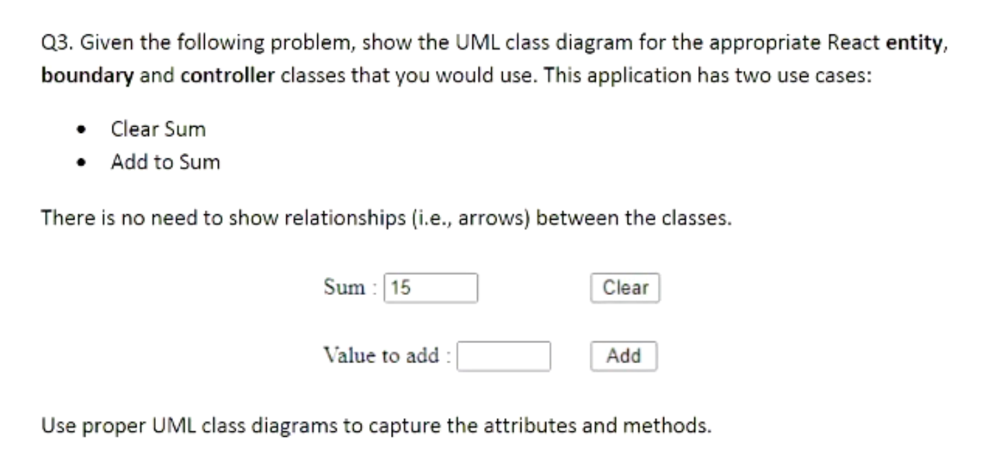 Q3. Given the following problem, show the UML class diagram for the appropriate React entity,
boundary and controller classes that you would use. This application has two use cases:
• Clear Sum
• Add to Sum
There is no need to show relationships (i.e., arrows) between the classes.
Sum : 15 Clear
Value to add : Add
Use proper UML class diagrams to capture the attributes and methods.